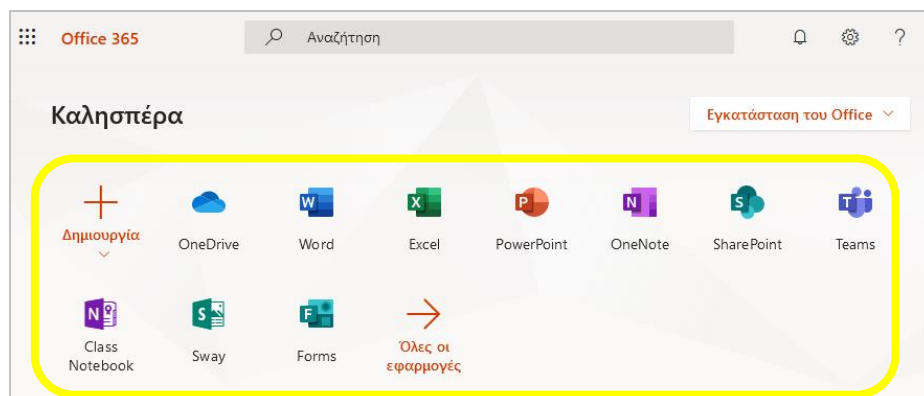 Office 365
Αναζήτηση
?
Καλησπέρα
Εγκατάσταση του Office
Δημιουργία
OneDrive
Word
Excel
PowerPoint
OneNote
SharePoint
Teams
Class
Notebook
Sway
Forms
Όλες οι
εφαρμογές